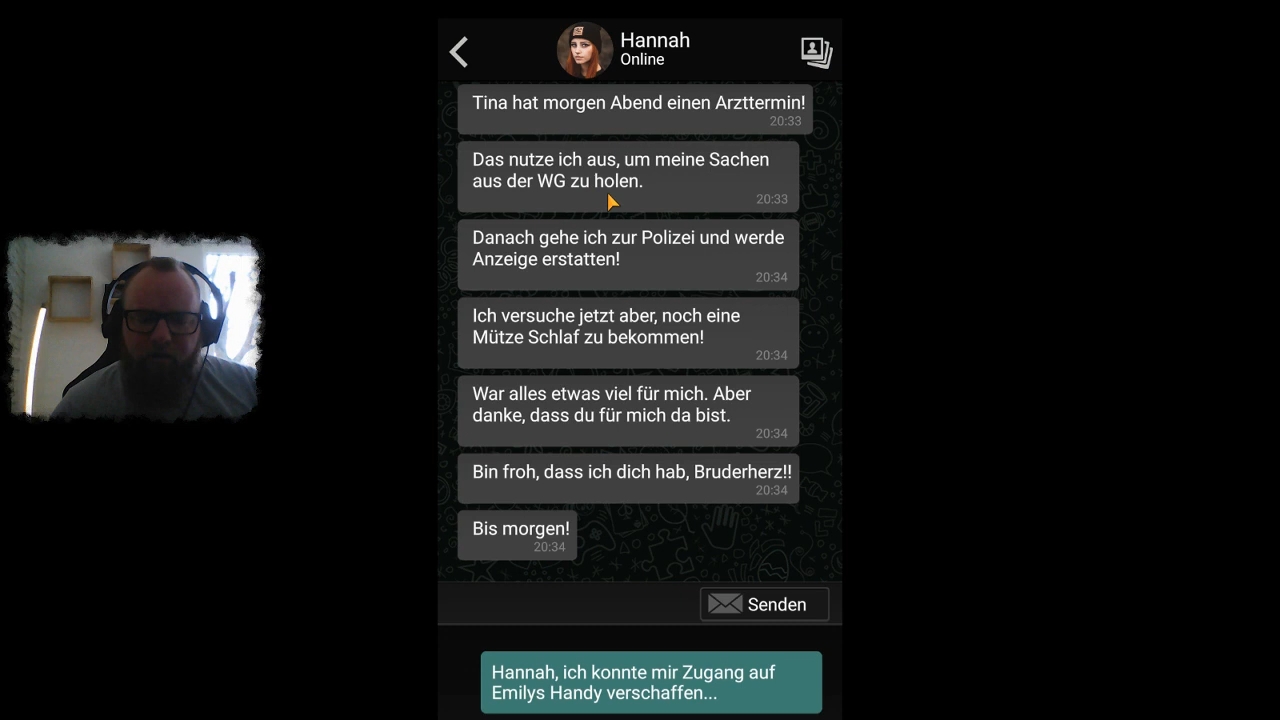 Hannah
Online
Tina hat morgen Abend einen Arzttermin!
20:33
Das nutze ich aus, um meine Sachen
aus der WG zu holen.
20:33
Danach gehe ich zur Polizei und werde
Anzeige erstatten!
20:34
Ich versuche jetzt aber, noch eine
Mütze Schlaf zu bekommen!
20:34
War alles etwas viel für mich. Aber
danke, dass du für mich da bist.
20:34
Bin froh, dass ich dich hab, Bruderherz!!
20:34
Bis morgen!
20:34
Senden
Hannah, ich konnte mir Zugang auf
Emilys Handy verschaffen...